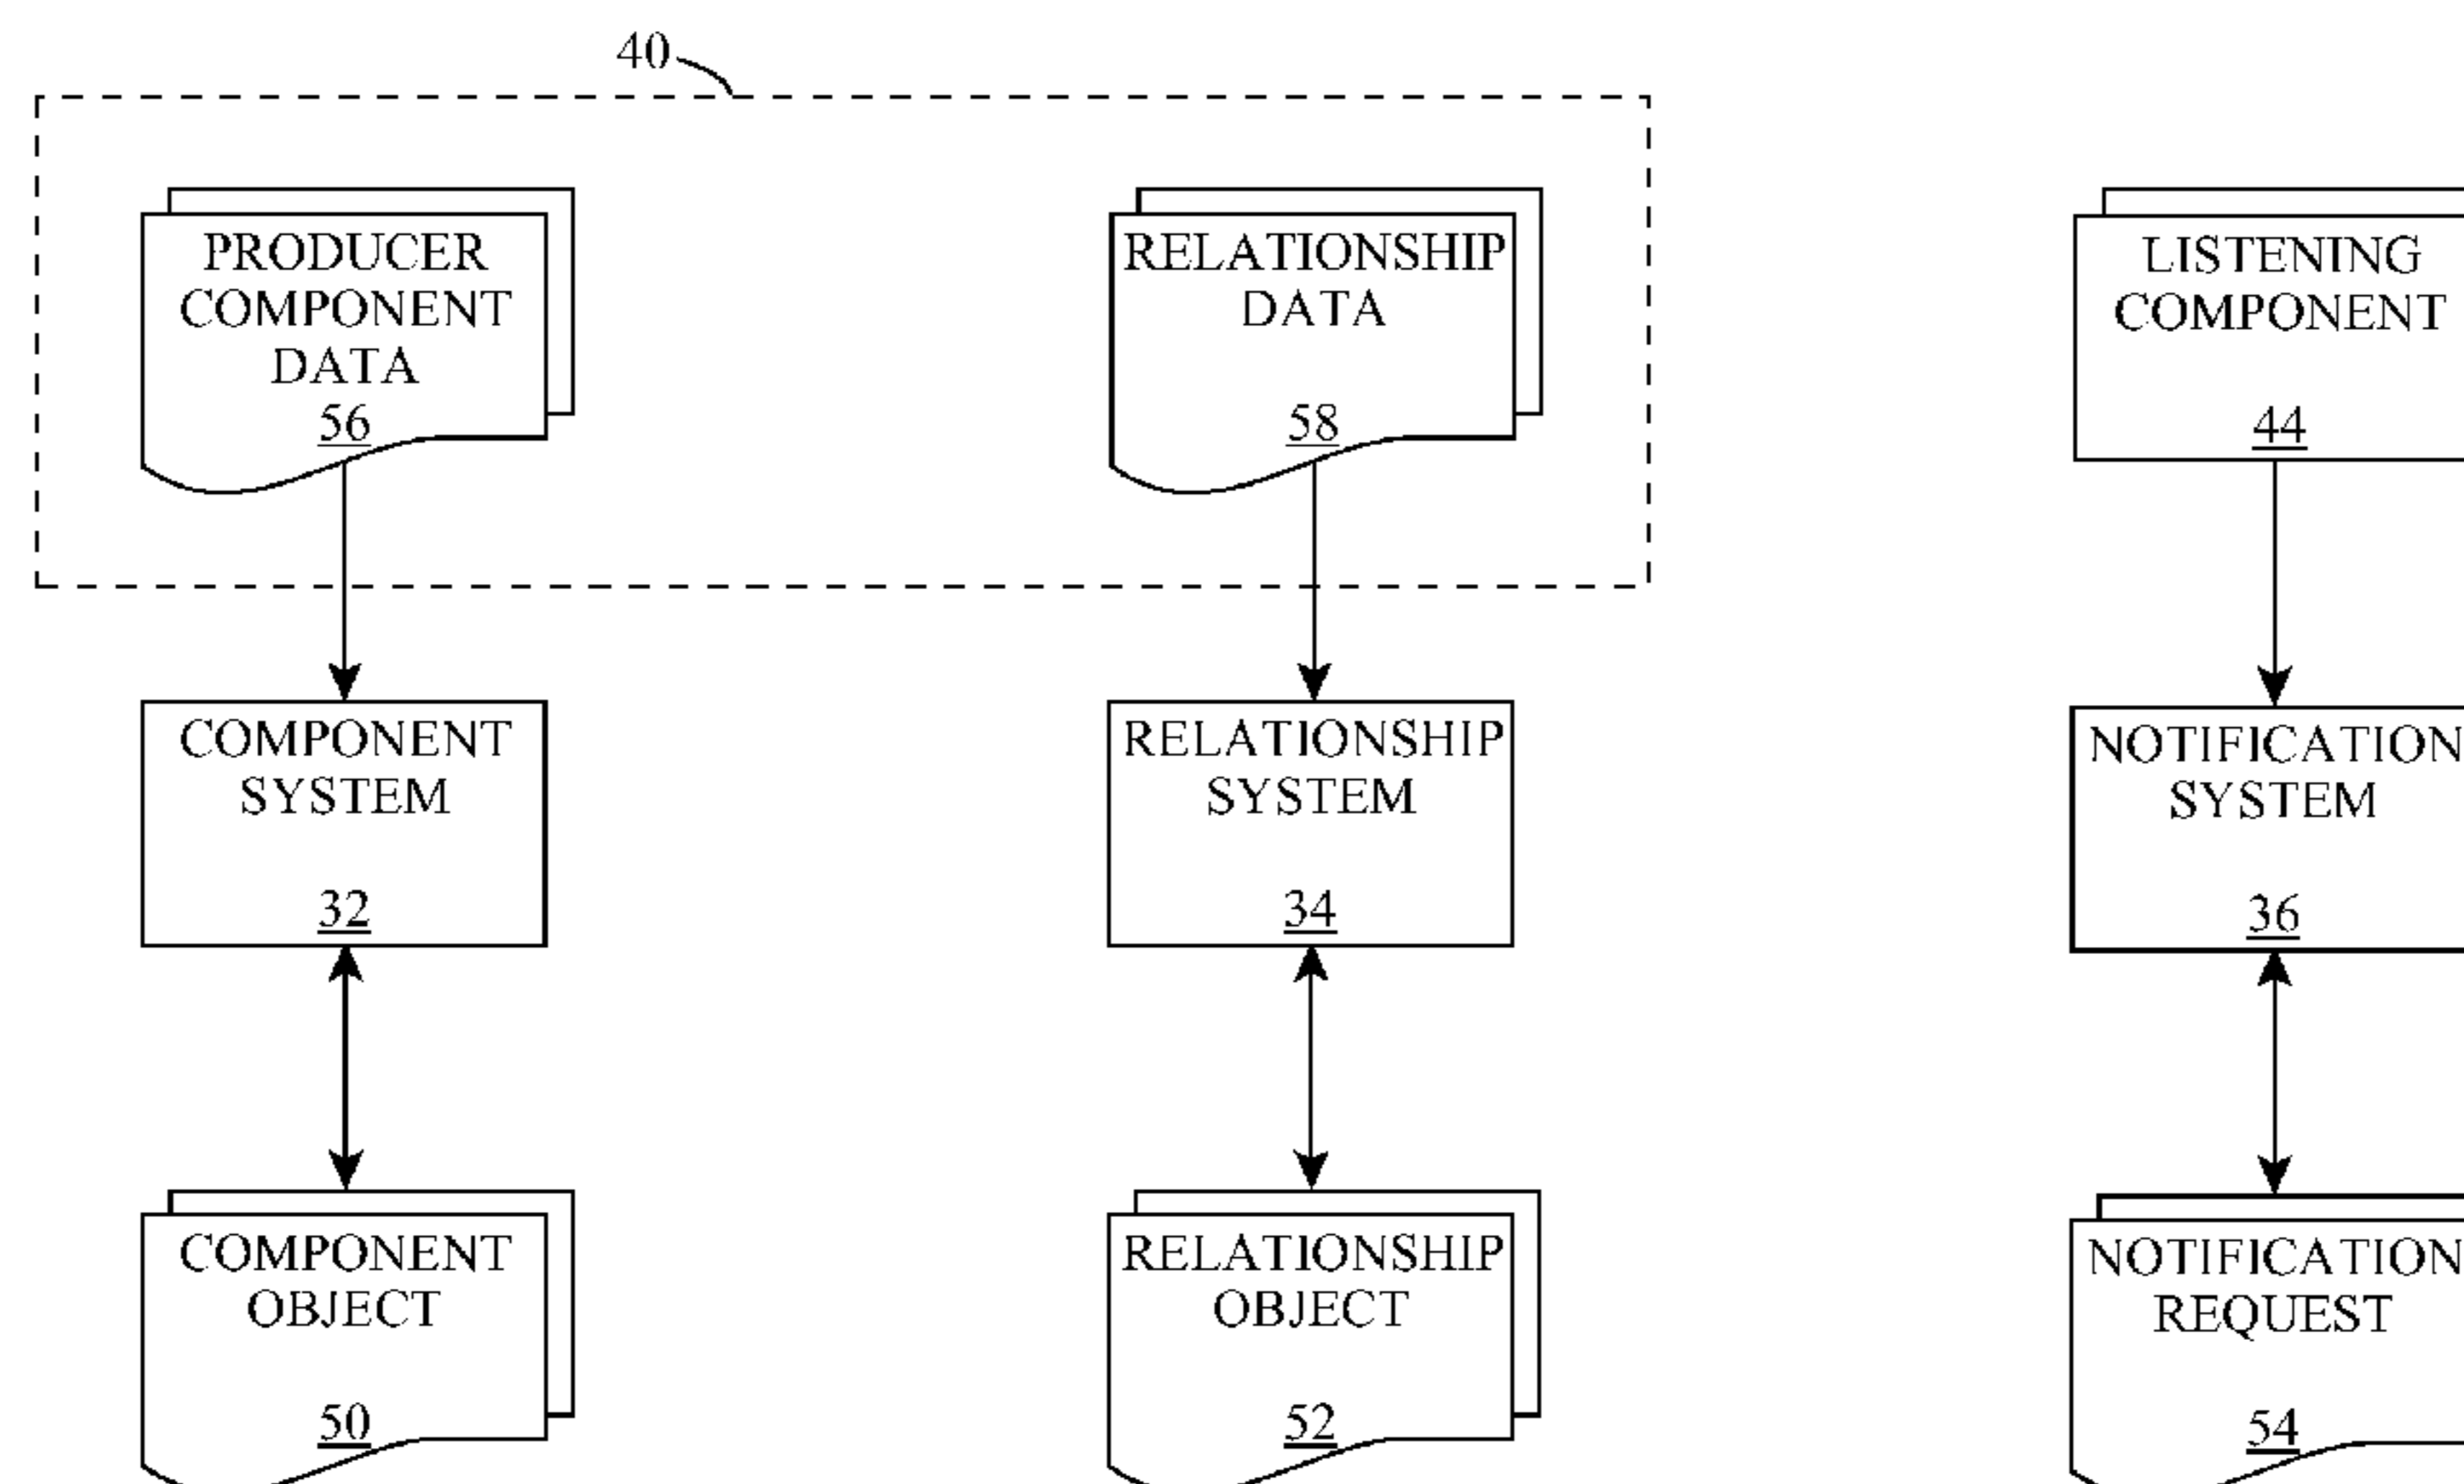 40
PRODUCER
COMPONENT
DATA
56
RELATIONSHIP
DATA
58
LISTENING
COMPONENT
44
COMPONENT
SYSTEM
32
RELATIONSHIP
SYSTEM
34
NOTIFICATION
SYSTEM
36
COMPONENT
OBJECT
50
RELATIONSHIP
OBJECT
52
NOTIFICATION
REQUEST
54